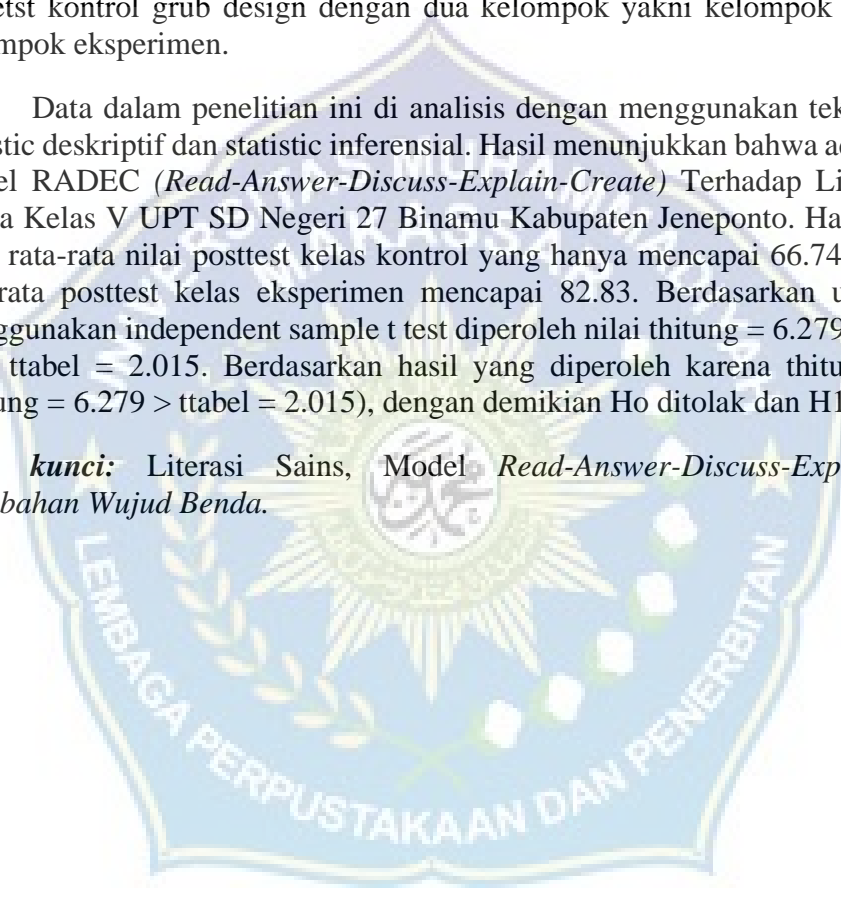 etst kontrol grub design dengan dua kelompok yakni kelompok
mpok eksperimen.
Data dalam penelitian ini di analisis dengan menggunakan tek
stic deskriptif dan statistic inferensial. Hasil menunjukkan bahwa ac
el RADEC (Read-Answer-Discuss-Explain-Create) Terhadap Li
a Kelas V UPT SD Negeri 27 Binamu Kabupaten Jeneponto. Ha
rata-rata nilai posttest kelas kontrol yang hanya mencapai 66.74
rata posttest kelas eksperimen mencapai 82.83. Berdasarkan u
ggunakan independent sample t test diperoleh nilai thitung = 6.279
ttabel = 2.015. Berdasarkan hasil yang diperoleh karena thitu
ung = 6.279 > ttabel = 2.015), dengan demikian Ho ditolak dan H1
kunci: Literasi Sains, Model Read-Answer-Discuss-Exp
bahan Wujud Benda.
LEMBAGA PERPUSTAKAAN DAN PENERBITAN